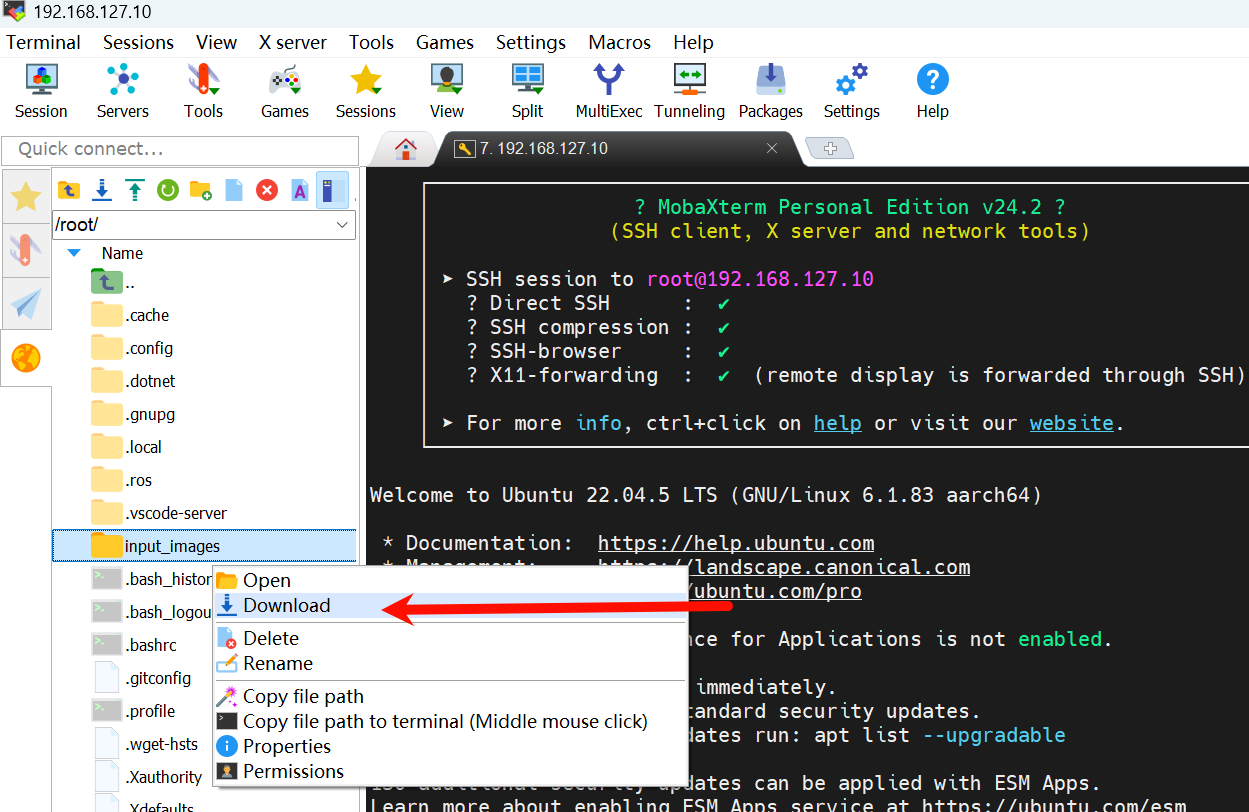 192.168.127.10
Terminal Sessions View X server Tools Games Settings Macros Help
Session Servers Tools Games Sessions View Split MultiExec Tunneling Packages Settings Help
Quick connect...
7. 192.168.127.10
/root/
Name
..
.cache
.config
.dotnet
.gnupg
.local
.ros
.vscode-server
input_images
.bash_histor
.bash_logou
.bashrc
.gitconfig
.profile
.wget-hsts
.Xauthority
.Xdefaults
Open
Download
Delete
Rename
Copy file path
Copy file path to terminal (Middle mouse click)
Properties
Permissions
? MobaXterm Personal Edition v24.2 ?
(SSH client, X server and network tools)
➤ SSH session to root@192.168.127.10
? Direct SSH : ✔
? SSH compression : ✔
? SSH-browser : ✔
? X11-forwarding : ✔ (remote display is forwarded through SSH)
➤ For more info, ctrl+click on help or visit our website.
Welcome to Ubuntu 22.04.5 LTS (GNU/Linux 6.1.83 aarch64)
* Documentation: https://help.ubuntu.com
* Management: https://landscape.canonical.com
/ubuntu.com/pro
nce for Applications is not enabled.
immediately.
tandard security updates.
dates run: apt list --upgradable
additional security updates can be applied with ESM Apps.
Learn more about enabling ESM Apps service at https://ubuntu.com/esm